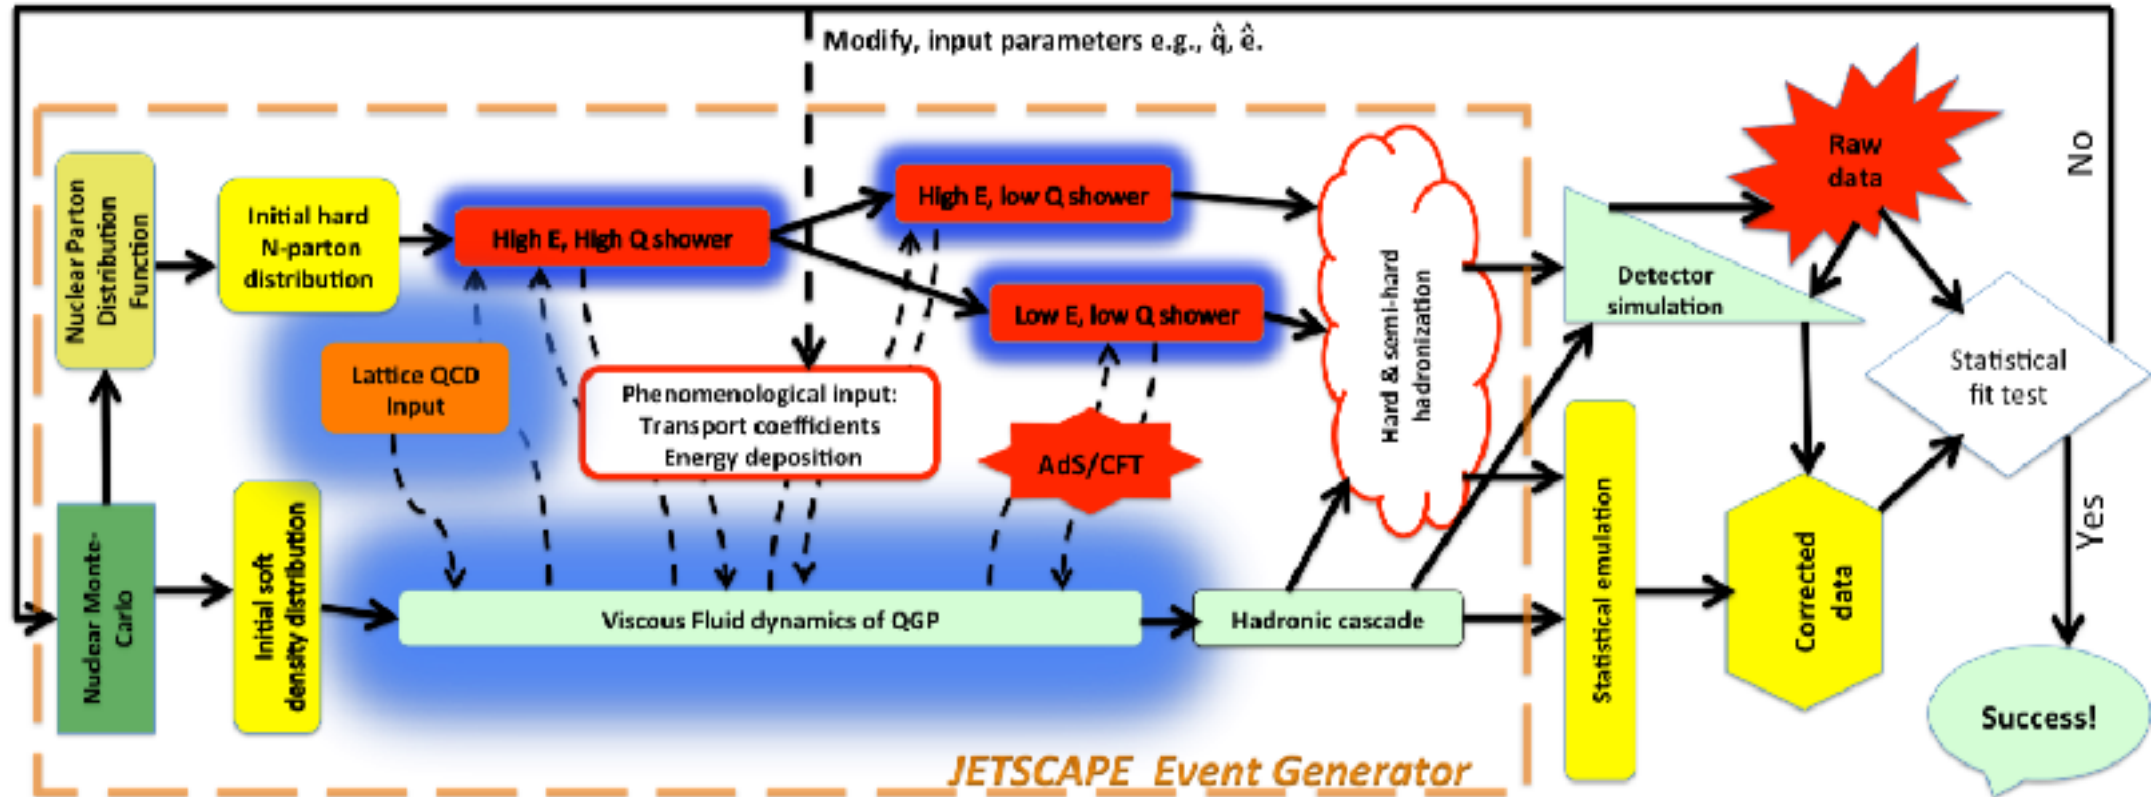 Modify, input parameters e.g., q̂, ê.
Nuclear Parton
Distribution
Function
Initial hard
N-parton
distribution
High E, High Q shower
High E, low Q shower
Low E, low Q shower
Lattice QCD
Input
Phenomenological input:
Transport coefficients
Energy deposition
AdS/CFT
Hard & semi-hard
hadronization
Nuclear Monte-
Carlo
Initial soft
density distribution
Viscous Fluid dynamics of QGP
Hadronic cascade
JETSCAPE Event Generator
Detector
simulation
Raw
data
Statistical emulation
Corrected
data
Statistical
fit test
No
Yes
Success!